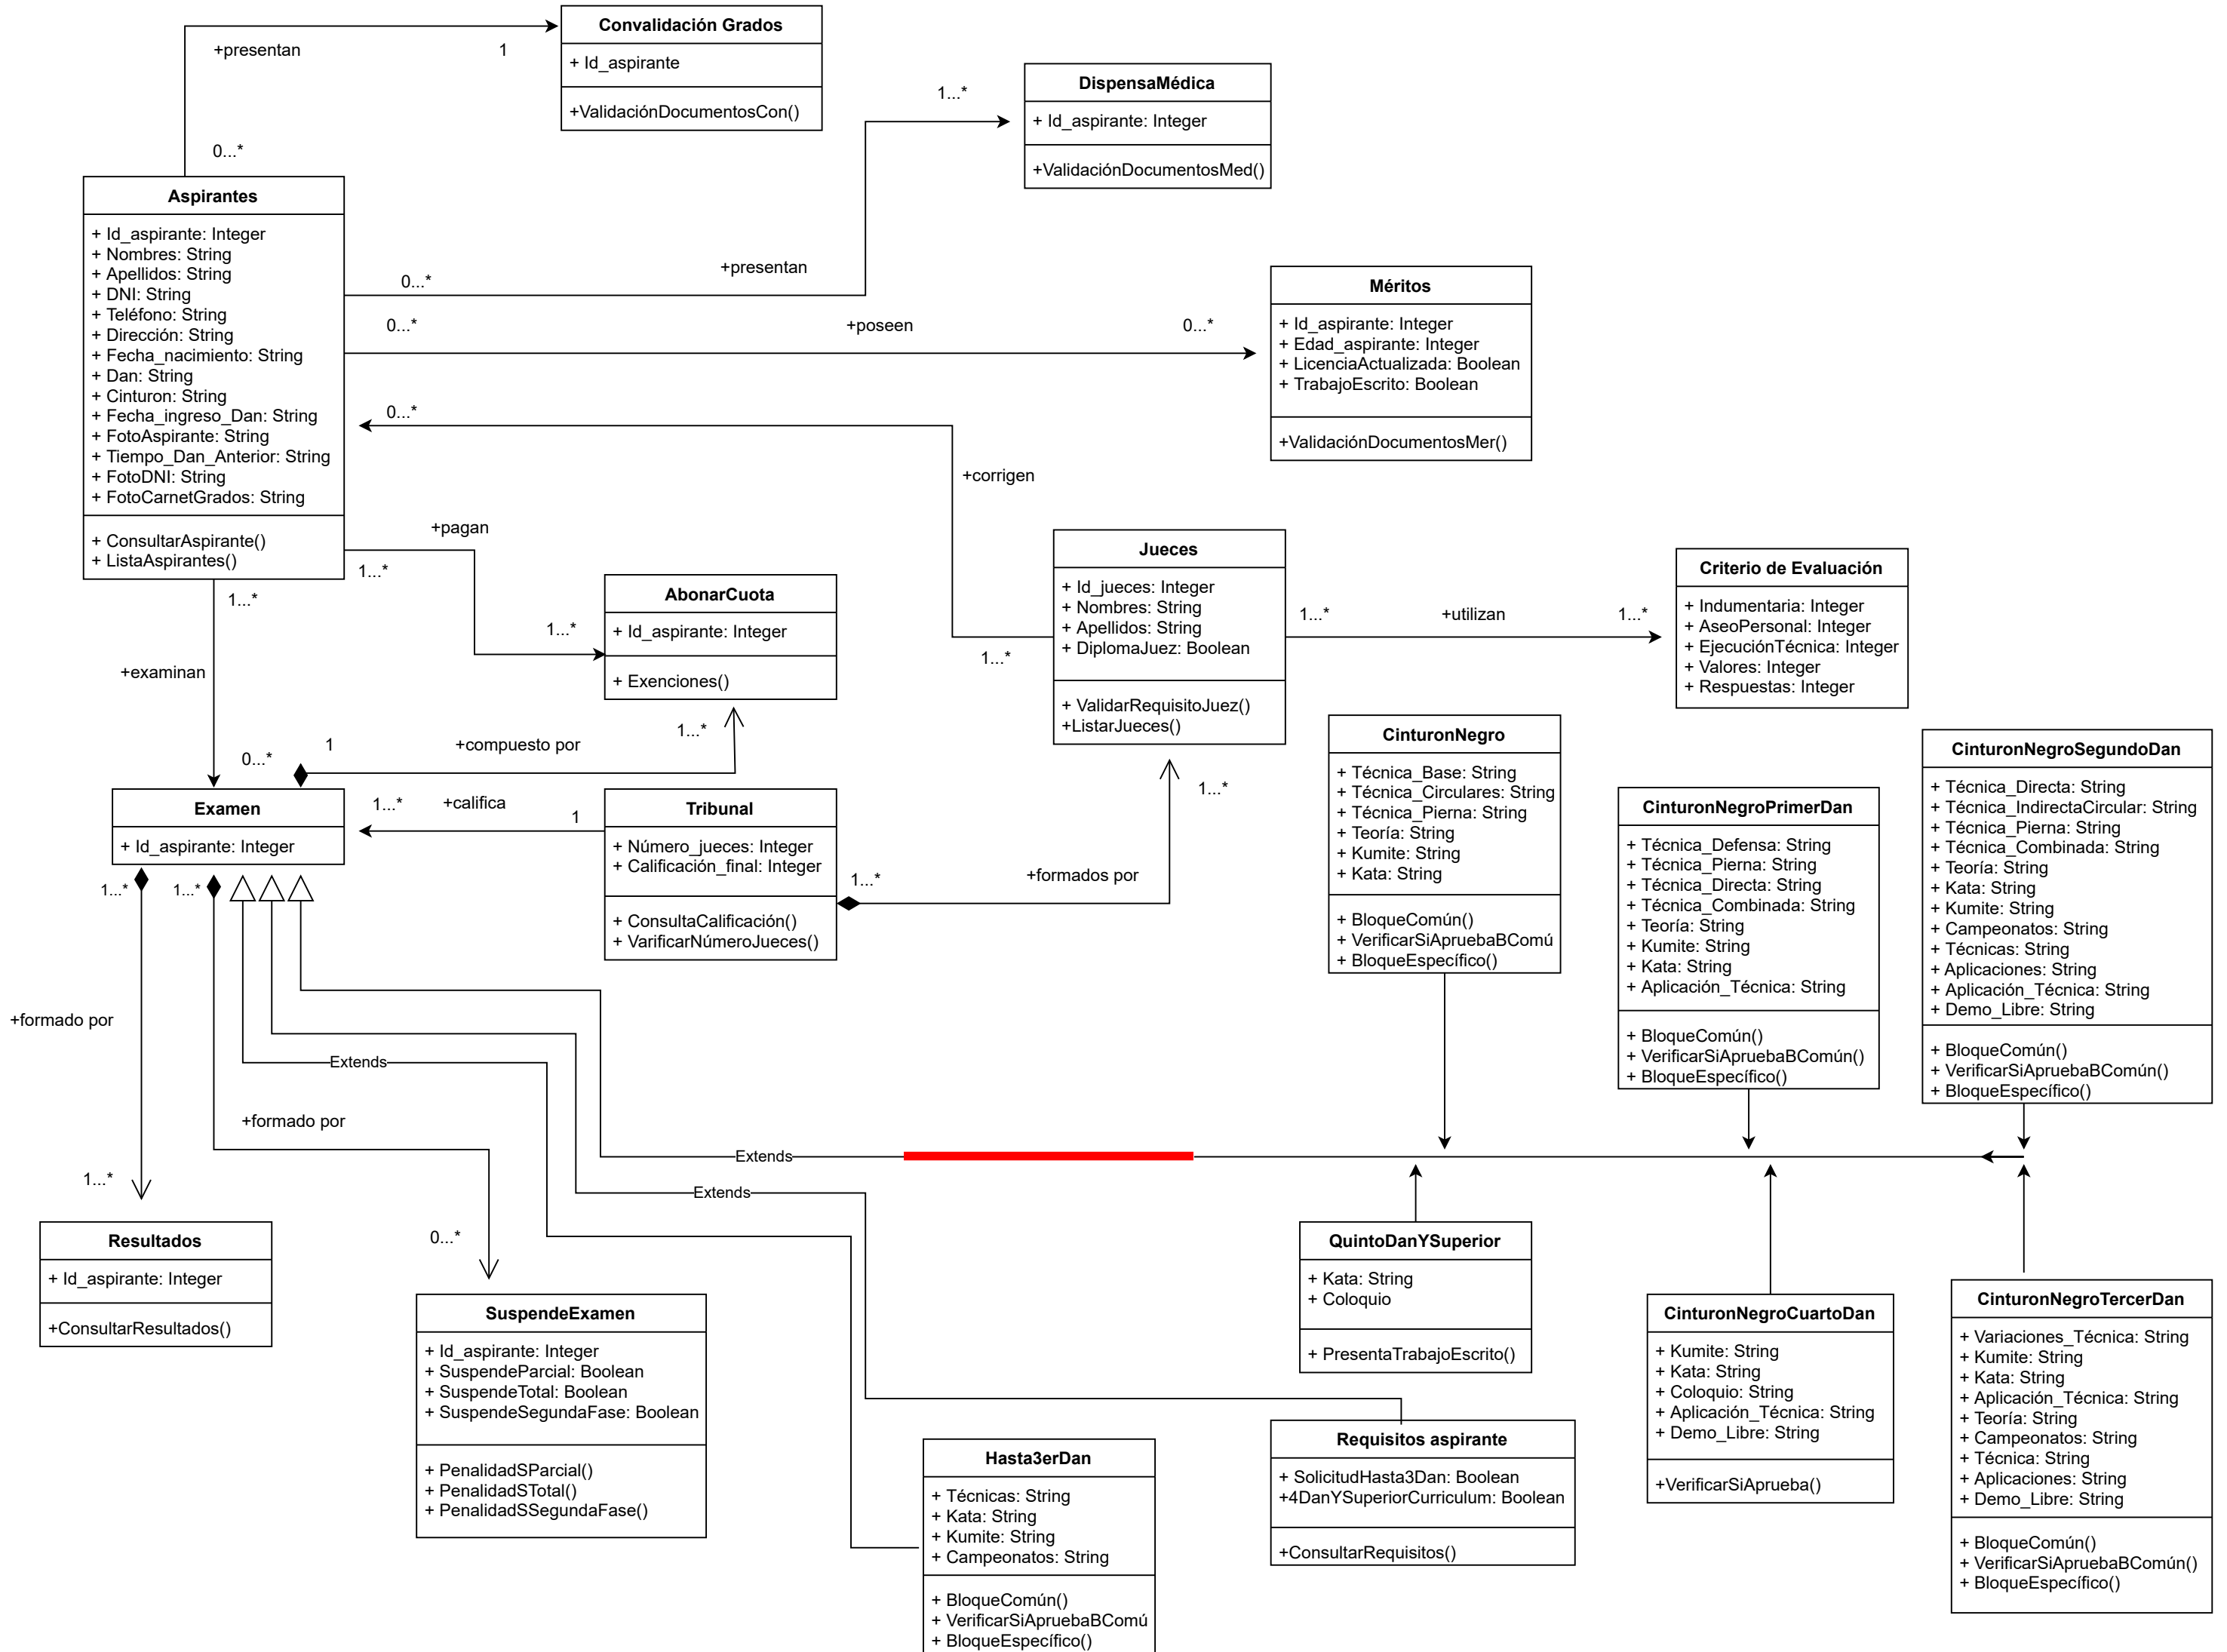 Convalidación Grados
+ Id_aspirante
+ValidaciónDocumentosCon()
+presentan
1
0...*
DispensaMédica
+ Id_aspirante: Integer
+ValidaciónDocumentosMed()
1...*
+presentan
0...*
Aspirantes
+ Id_aspirante: Integer
+ Nombres: String
+ Apellidos: String
+ DNI: String
+ Teléfono: String
+ Dirección: String
+ Fecha_nacimiento: String
+ Dan: String
+ Cinturon: String
+ Fecha_ingreso_Dan: String
+ FotoAspirante: String
+ Tiempo_Dan_Anterior: String
+ FotoDNI: String
+ FotoCarnetGrados: String
+ ConsultarAspirante()
+ ListaAspirantes()
0...*
+poseen
0...*
Méritos
+ Id_aspirante: Integer
+ Edad_aspirante: Integer
+ LicenciaActualizada: Boolean
+ TrabajoEscrito: Boolean
+ValidaciónDocumentosMer()
0...*
+corrigen
1...*
+pagan
1...*
1...*
AbonarCuota
+ Id_aspirante: Integer
+ Exenciones()
Jueces
+ Id_jueces: Integer
+ Nombres: String
+ Apellidos: String
+ DiplomaJuez: Boolean
+ ValidarRequisitoJuez()
+ListarJueces()
1...*
+utilizan
1...*
Criterio de Evaluación
+ Indumentaria: Integer
+ AseoPersonal: Integer
+ EjecuciónTécnica: Integer
+ Valores: Integer
+ Respuestas: Integer
1...*
+examinan
0...*
1
+compuesto por
1...*
Examen
+ Id_aspirante: Integer
1...*
+califica
1
Tribunal
+ Número_jueces: Integer
+ Calificación_final: Integer
+ ConsultaCalificación()
+ VarificarNúmeroJueces()
1...*
+formados por
1...*
CinturonNegro
+ Técnica_Base: String
+ Técnica_Circulares: String
+ Técnica_Pierna: String
+ Teoría: String
+ Kumite: String
+ Kata: String
+ BloqueComún()
+ VerificarSiApruebaBComú
+ BloqueEspecífico()
CinturonNegroPrimerDan
+ Técnica_Defensa: String
+ Técnica_Pierna: String
+ Técnica_Directa: String
+ Técnica_Combinada: String
+ Teoría: String
+ Kumite: String
+ Kata: String
+ Aplicación_Técnica: String
+ BloqueComún()
+ VerificarSiApruebaBComún()
+ BloqueEspecífico()
CinturonNegroSegundoDan
+ Técnica_Directa: String
+ Técnica_IndirectaCircular: String
+ Técnica_Pierna: String
+ Técnica_Combinada: String
+ Teoría: String
+ Kata: String
+ Kumite: String
+ Campeonatos: String
+ Técnicas: String
+ Aplicaciones: String
+ Aplicación_Técnica: String
+ Demo_Libre: String
+ BloqueComún()
+ VerificarSiApruebaBComún()
+ BloqueEspecífico()
1...*
1...*
+formado por
1...*
Extends
+formado por
0...*
Extends
Extends
Resultados
+ Id_aspirante: Integer
+ConsultarResultados()
SuspendeExamen
+ Id_aspirante: Integer
+ SuspendeParcial: Boolean
+ SuspendeTotal: Boolean
+ SuspendeSegundaFase: Boolean
+ PenalidadSParcial()
+ PenalidadSTotal()
+ PenalidadSSegundaFase()
QuintoDanYSuperior
+ Kata: String
+ Coloquio
+ PresentaTrabajoEscrito()
CinturonNegroCuartoDan
+ Kumite: String
+ Kata: String
+ Coloquio: String
+ Aplicación_Técnica: String
+ Demo_Libre: String
+VerificarSiAprueba()
CinturonNegroTercerDan
+ Variaciones_Técnica: String
+ Kumite: String
+ Kata: String
+ Aplicación_Técnica: String
+ Teoría: String
+ Campeonatos: String
+ Técnica: String
+ Aplicaciones: String
+ Demo_Libre: String
+ BloqueComún()
+ VerificarSiApruebaBComún()
+ BloqueEspecífico()
Hasta3erDan
+ Técnicas: String
+ Kata: String
+ Kumite: String
+ Campeonatos: String
+ BloqueComún()
+ VerificarSiApruebaBComú
+ BloqueEspecífico()
Requisitos aspirante
+ SolicitudHasta3Dan: Boolean
+4DanYSuperiorCurriculum: Boolean
+ConsultarRequisitos()